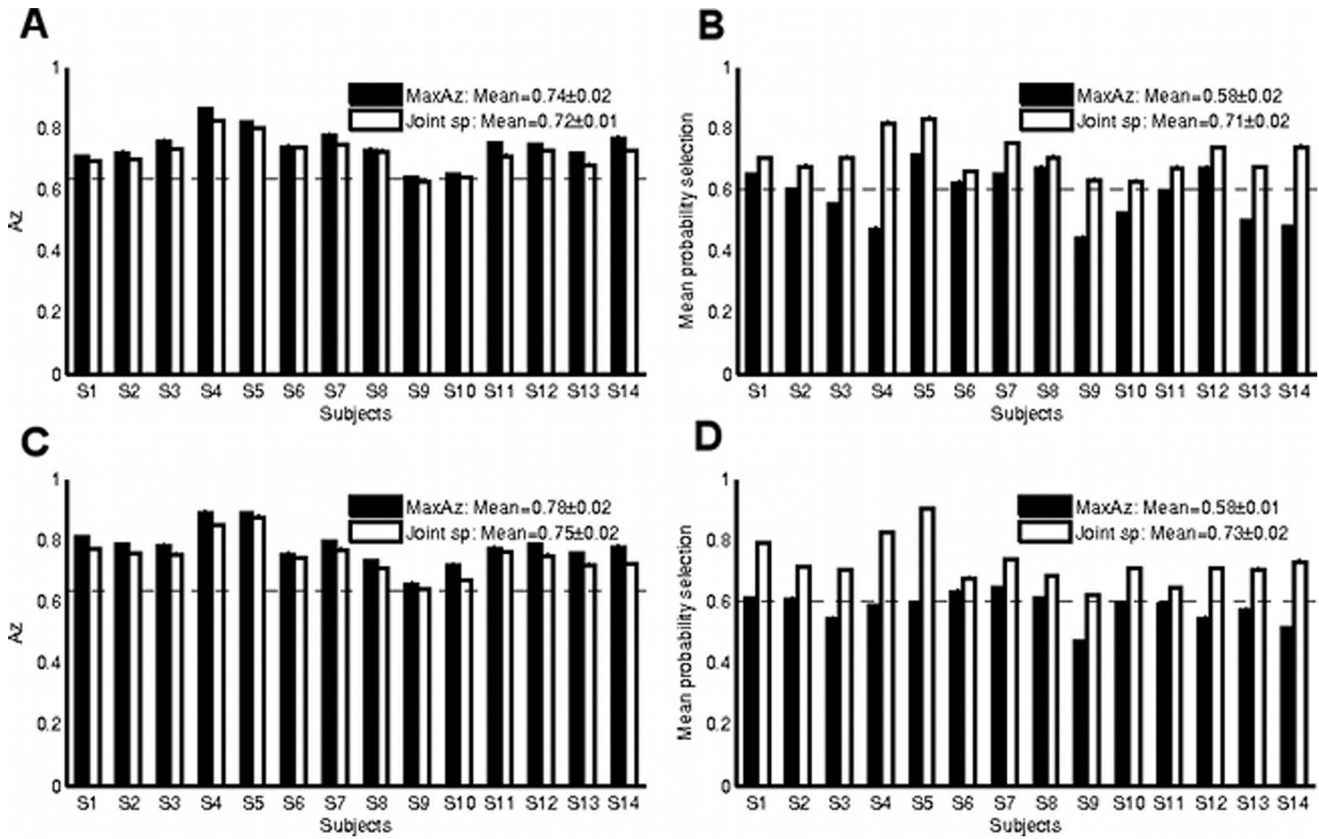 A
1
0.8
0.6
0.4
0.2
0
Az
MaxAz: Mean=0.74±0.02
Joint sp: Mean=0.72±0.01
S1 S2 S3 S4 S5 S6 S7 S8 S9 S10 S11 S12 S13 S14
Subjects
B
1
0.8
0.6
0.4
0.2
0
Mean probability selection
MaxAz: Mean=0.58±0.02
Joint sp: Mean=0.71±0.02
S1 S2 S3 S4 S5 S6 S7 S8 S9 S10 S11 S12 S13 S14
Subjects
C
1
0.8
0.6
0.4
0.2
0
Az
MaxAz: Mean=0.78±0.02
Joint sp: Mean=0.75±0.02
S1 S2 S3 S4 S5 S6 S7 S8 S9 S10 S11 S12 S13 S14
Subjects
D
1
0.8
0.6
0.4
0.2
0
Mean probability selection
MaxAz: Mean=0.58±0.01
Joint sp: Mean=0.73±0.02
S1 S2 S3 S4 S5 S6 S7 S8 S9 S10 S11 S12 S13 S14
Subjects